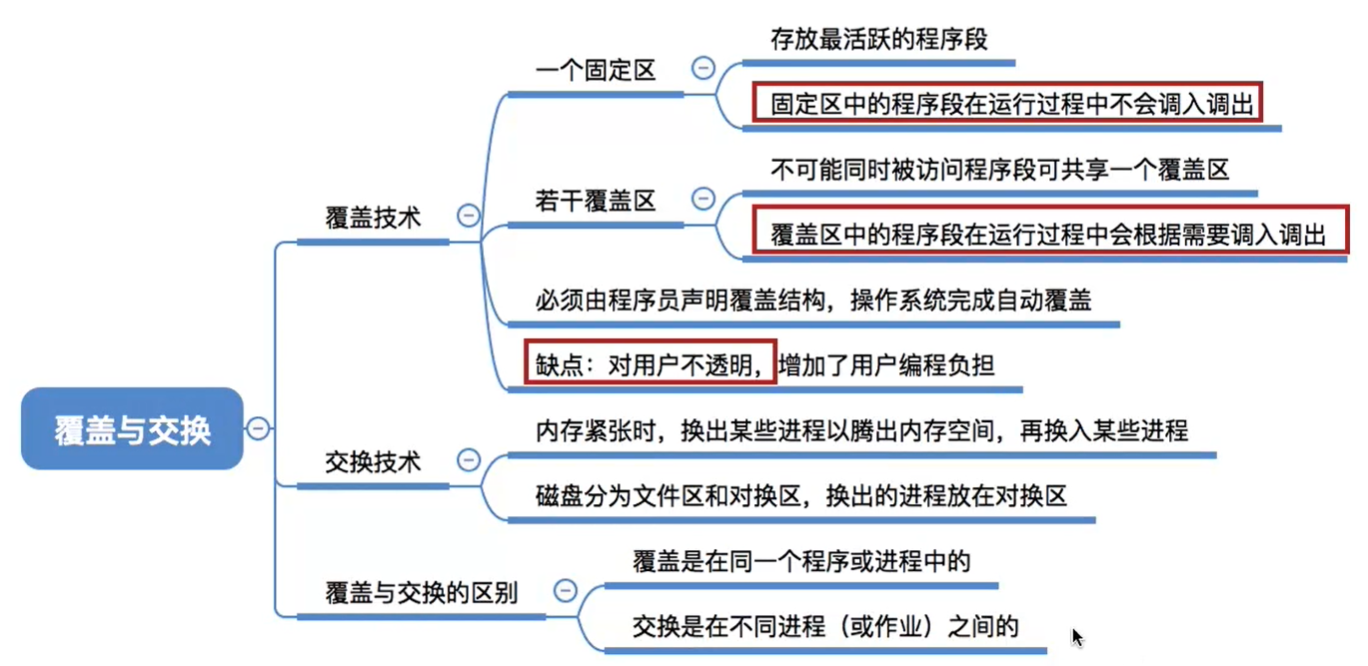 覆盖与交换
覆盖技术
一个固定区
存放最活跃的程序段
固定区中的程序段在运行过程中不会调入调出
若干覆盖区
不可能同时被访问程序段可共享一个覆盖区
覆盖区中的程序段在运行过程中会根据需要调入调出
必须由程序员声明覆盖结构，操作系统完成自动覆盖
缺点：对用户不透明，增加了用户编程负担
交换技术
内存紧张时，换出某些进程以腾出内存空间，再换入某些进程
磁盘分为文件区和对换区，换出的进程放在对换区
覆盖与交换的区别
覆盖是在同一个程序或进程中的
交换是在不同进程（或作业）之间的